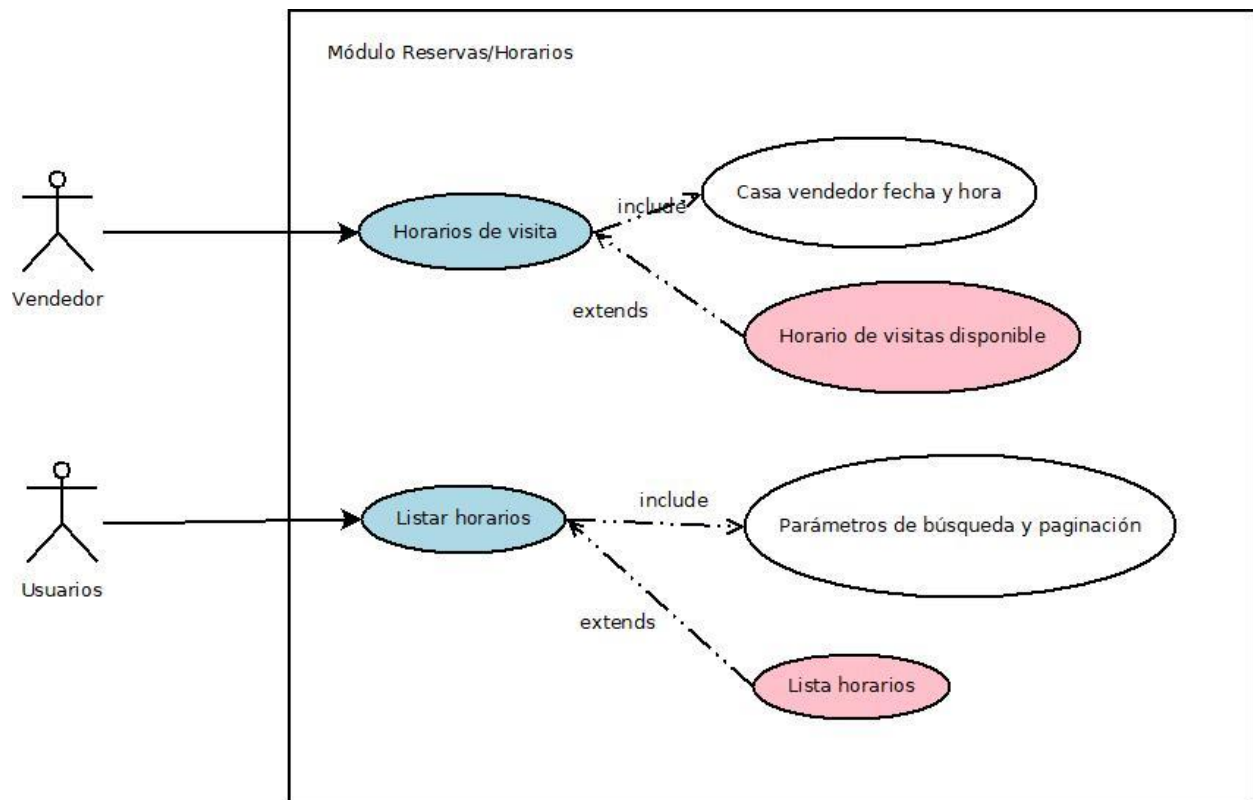 Módulo Reservas/Horarios
Casa vendedor fecha y hora
include
Horarios de visita
Vendedor
extends
Horario de visitas disponible
include
Listar horarios
Parámetros de búsqueda y paginación
Usuarios
extends
Lista horarios